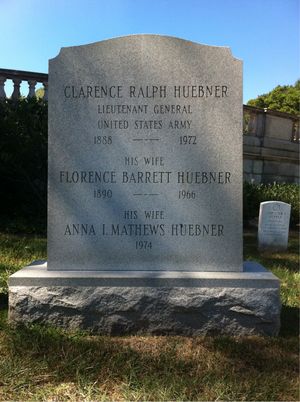 CLARENCE RALPH HUEBNER
LIEUTENANT GENERAL
UNITED STATES ARMY
1888 — 1972
HIS WIFE
FLORENCE BARRETT HUEBNER
1890 — 1966
HIS WIFE
ANNA I. MATHEWS HUEBNER
1974